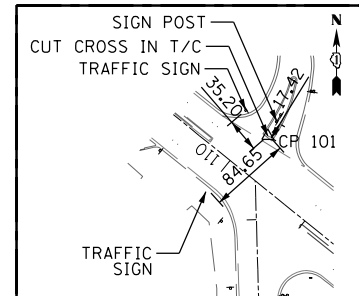 SIGN POST
N
CUT CROSS IN T/C
TRAFFIC SIGN
35.20
17.42
CP 101
110
84.65
TRAFFIC
SIGN